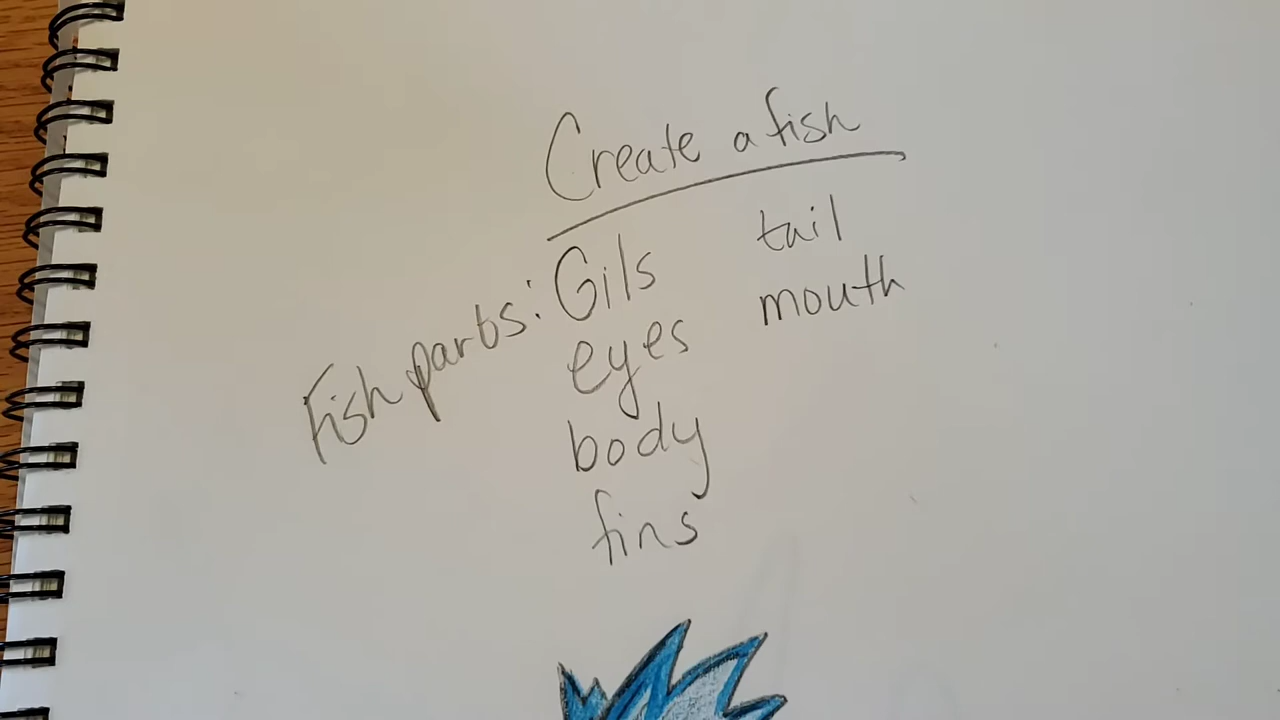 Create a fish
Fish parts: Gils
eyes
body
fins
tail
mouth